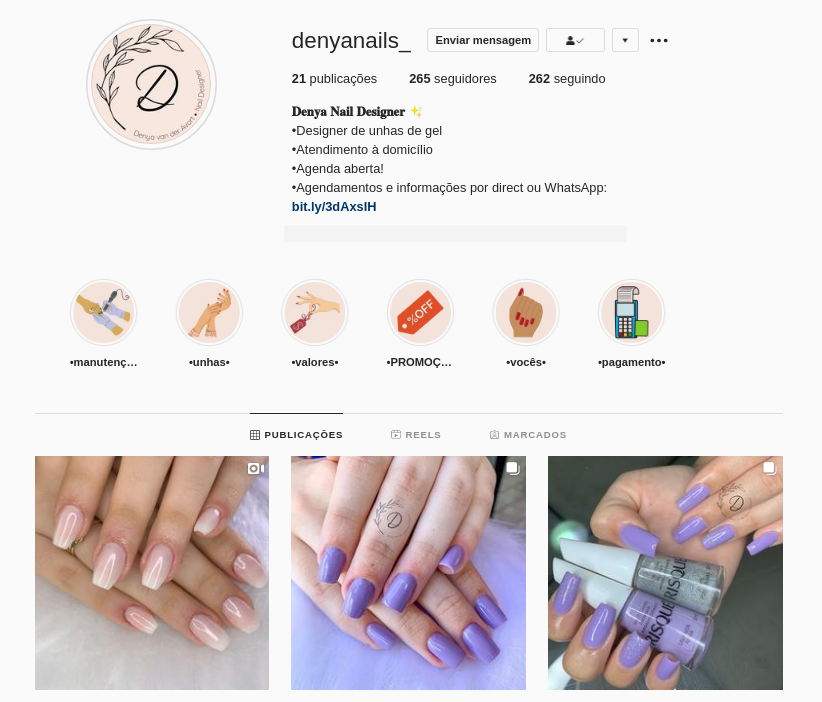 denyanails_ Enviar mensagem
21 publicações 265 seguidores 262 seguindo
D
Denya van der Avort • Nail Designer
Denya Nail Designer ✨
•Designer de unhas de gel
•Atendimento à domicílio
•Agenda aberta!
•Agendamentos e informações por direct ou WhatsApp:
bit.ly/3dAxsIH
%OFF
•manutenç... •unhas• •valores• •PROMOÇ... •vocês• •pagamento•
PUBLICAÇÕES REELS MARCADOS
D
D
RISQUÉ
RISQUÉ